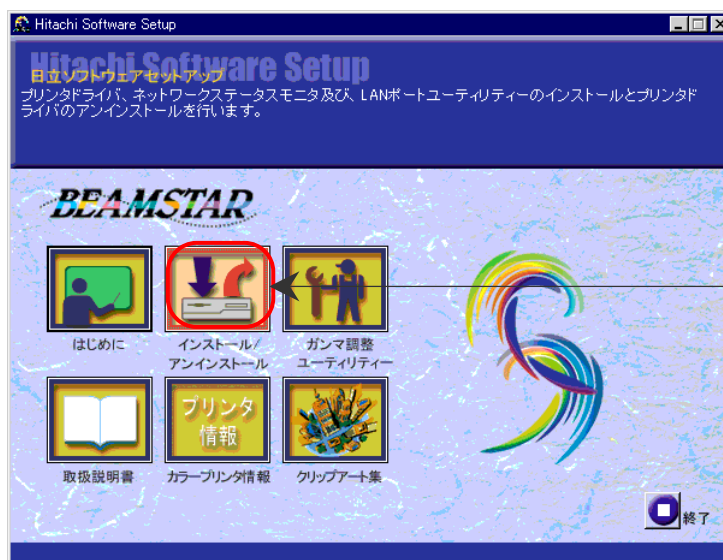 Hitachi Software Setup
Hitachi Software Setup
日立ソフトウェアセットアップ
プリンタドライバ、ネットワークステータスモニタ及び、LANポートユーティリティーのインストールとプリンタド
ライバのアンインストールを行います。
BEAMSTAR
はじめに
インストール/
アンインストール
ガンマ調整
ユーティリティー
プリンタ
情報
取扱説明書
カラープリンタ情報
クリップアート集
終了